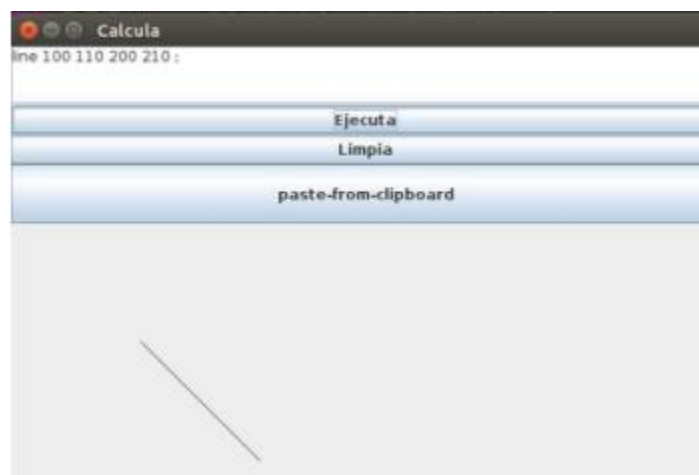 Calcula
line 100 110 200 210 ;
Ejecuta
Limpia
paste-from-clipboard